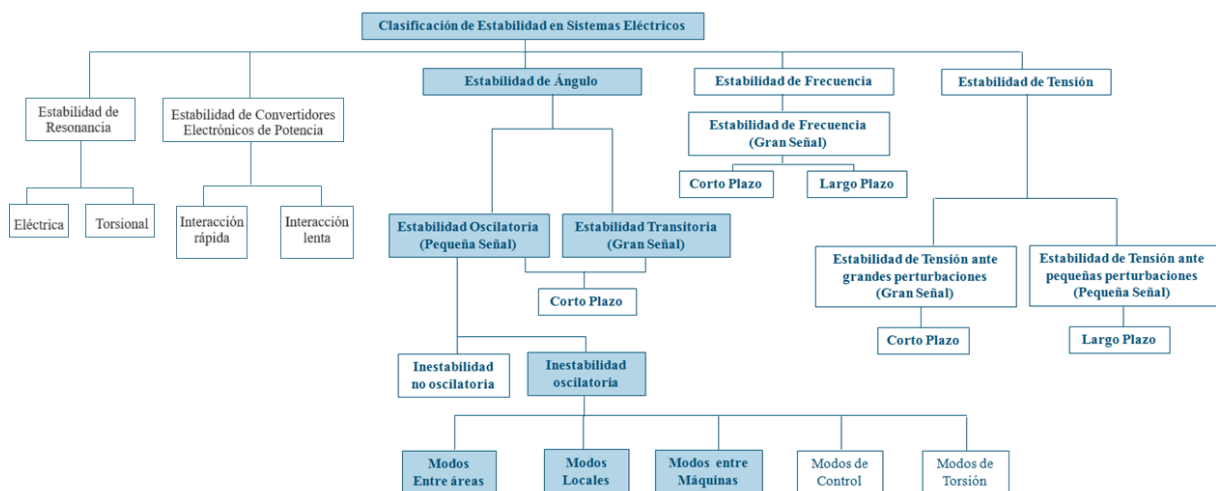 Clasificación de Estabilidad en Sistemas Eléctricos
Estabilidad de Ángulo
Estabilidad de Frecuencia
Estabilidad de Tensión
Estabilidad de
Resonancia
Estabilidad de Convertidores
Electrónicos de Potencia
Estabilidad de Frecuencia
(Gran Señal)
Corto Plazo
Largo Plazo
Eléctrica
Torsional
Interacción
rápida
Interacción
lenta
Estabilidad Oscilatoria
(Pequeña Señal)
Estabilidad Transitoria
(Gran Señal)
Estabilidad de Tensión ante
grandes perturbaciones
(Gran Señal)
Estabilidad de Tensión ante
pequeñas perturbaciones
(Pequeña Señal)
Corto Plazo
Corto Plazo
Largo Plazo
Inestabilidad
no oscilatoria
Inestabilidad
oscilatoria
Modos
Entre áreas
Modos
Locales
Modos entre
Máquinas
Modos de
Control
Modos de
Torsión